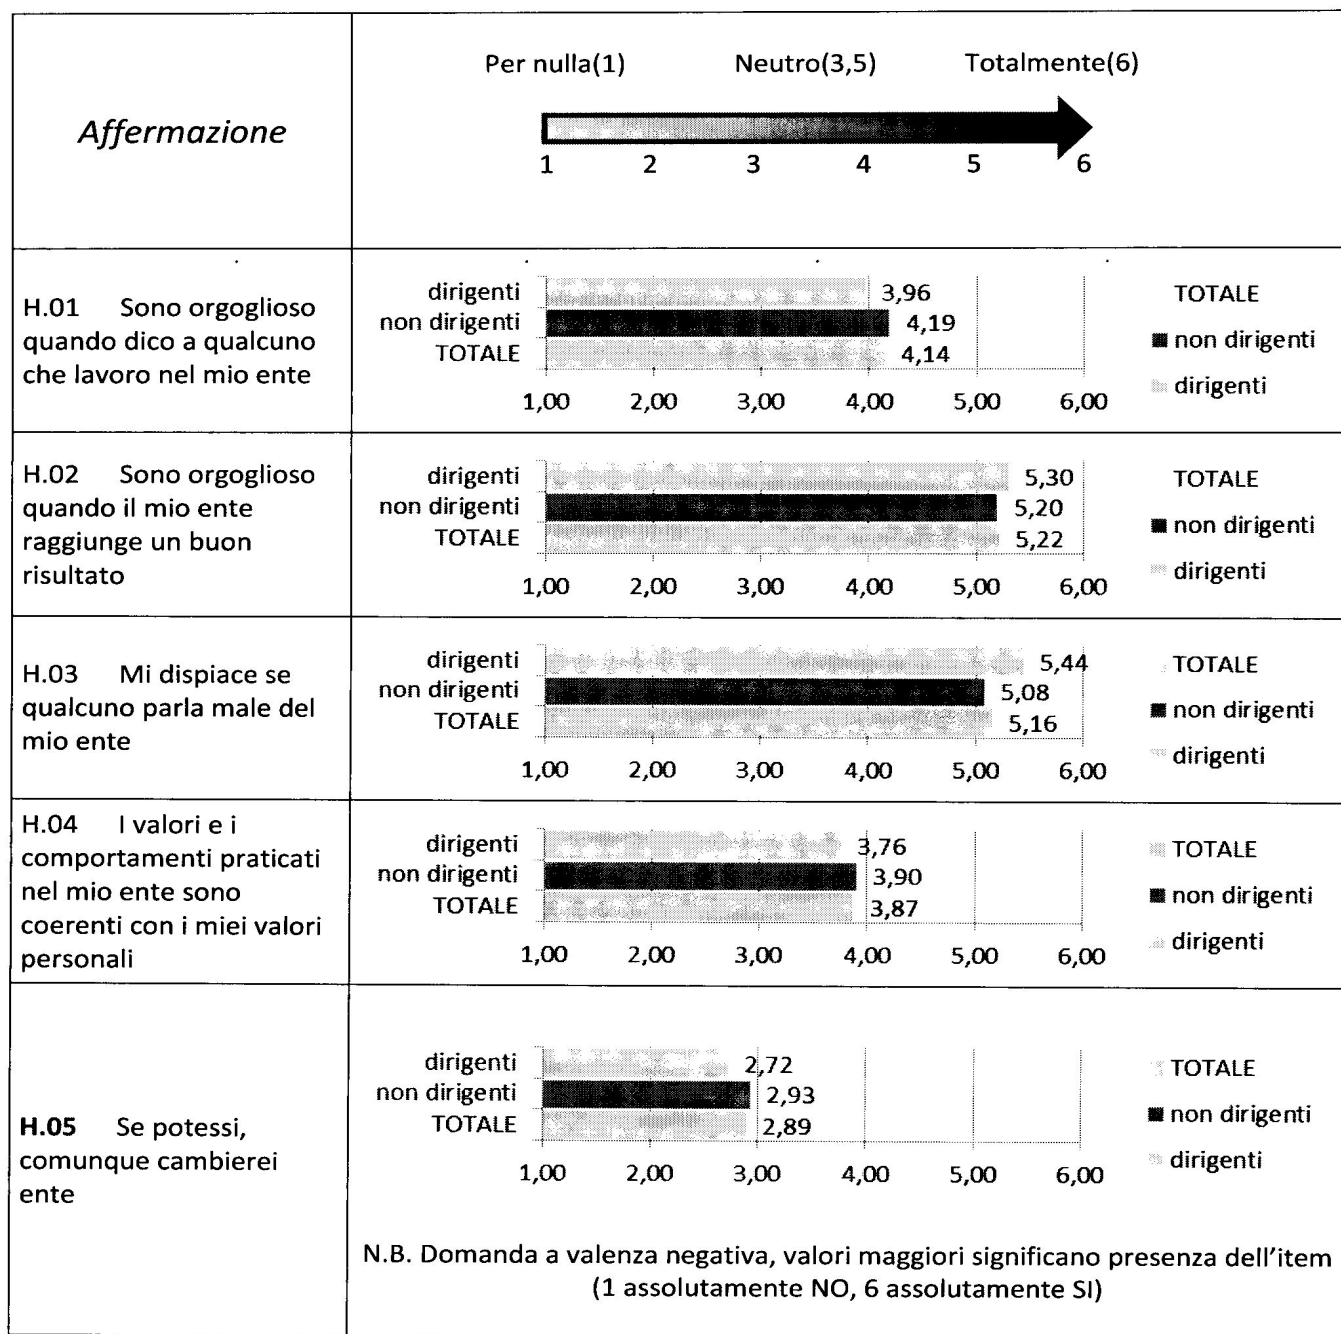 Affermazione
Per nulla(1) Neutro(3,5) Totalmente(6)
1 2 3 4 5 6
H.01 Sono orgoglioso
quando dico a qualcuno
che lavoro nel mio ente
dirigenti 3,96
non dirigenti 4,19
TOTALE 4,14
1,00 2,00 3,00 4,00 5,00 6,00
TOTALE
non dirigenti
dirigenti
H.02 Sono orgoglioso
quando il mio ente
raggiunge un buon
risultato
dirigenti 5,30
non dirigenti 5,20
TOTALE 5,22
1,00 2,00 3,00 4,00 5,00 6,00
TOTALE
non dirigenti
dirigenti
H.03 Mi dispiace se
qualcuno parla male del
mio ente
dirigenti 5,44
non dirigenti 5,08
TOTALE 5,16
1,00 2,00 3,00 4,00 5,00 6,00
TOTALE
non dirigenti
dirigenti
H.04 I valori e i
comportamenti praticati
nel mio ente sono
coerenti con i miei valori
personali
dirigenti 3,76
non dirigenti 3,90
TOTALE 3,87
1,00 2,00 3,00 4,00 5,00 6,00
TOTALE
non dirigenti
dirigenti
H.05 Se potessi,
comunque cambierei
ente
dirigenti 2,72
non dirigenti 2,93
TOTALE 2,89
1,00 2,00 3,00 4,00 5,00 6,00
TOTALE
non dirigenti
dirigenti
N.B. Domanda a valenza negativa, valori maggiori significano presenza dell'item
(1 assolutamente NO, 6 assolutamente SI)